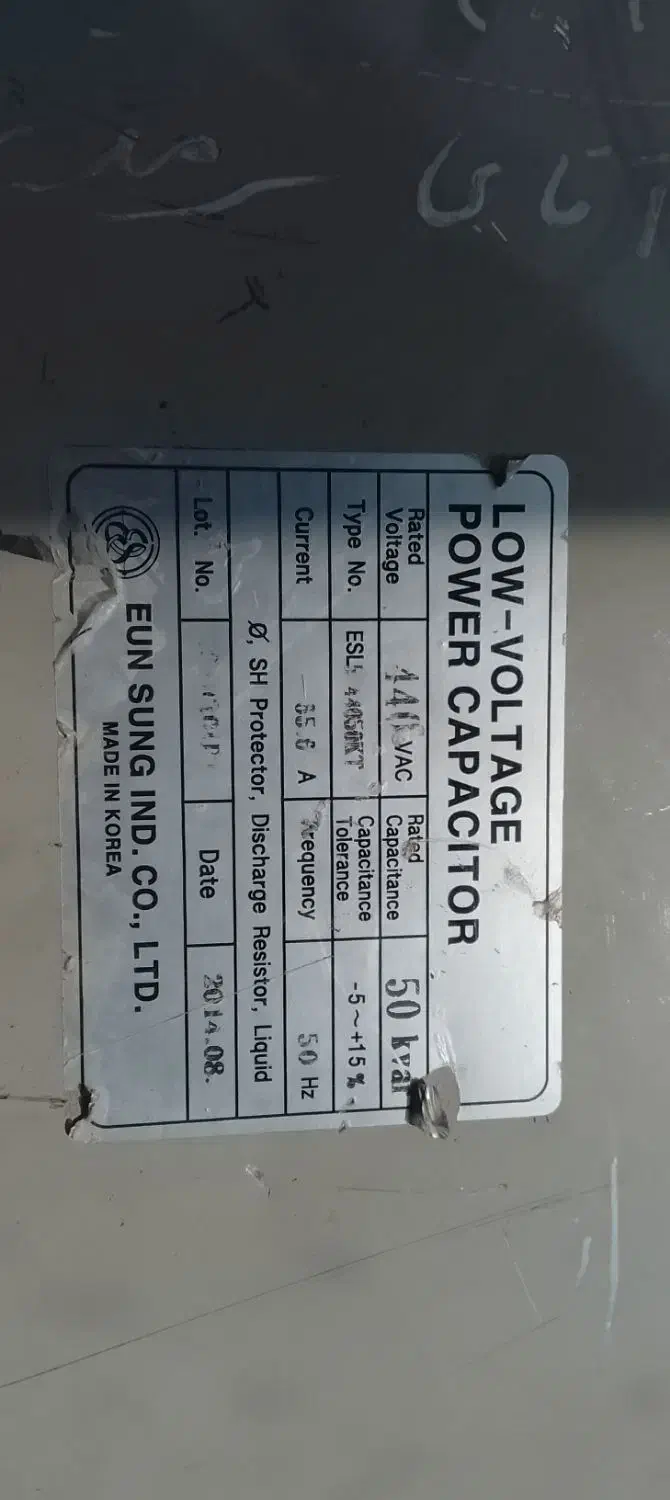 LOW-VOLTAGE
POWER CAPACITOR
Rated Voltage 440 VAC Rated Capacitance 50 kvar
Type No. Capacitance Tolerance -5~+15%
Current A Frequency 50 Hz
Ø, SH Protector, Discharge Resistor, Liquid
Lot. No. Date 2014.08.
EUN SUNG IND. CO., LTD.
MADE IN KOREA